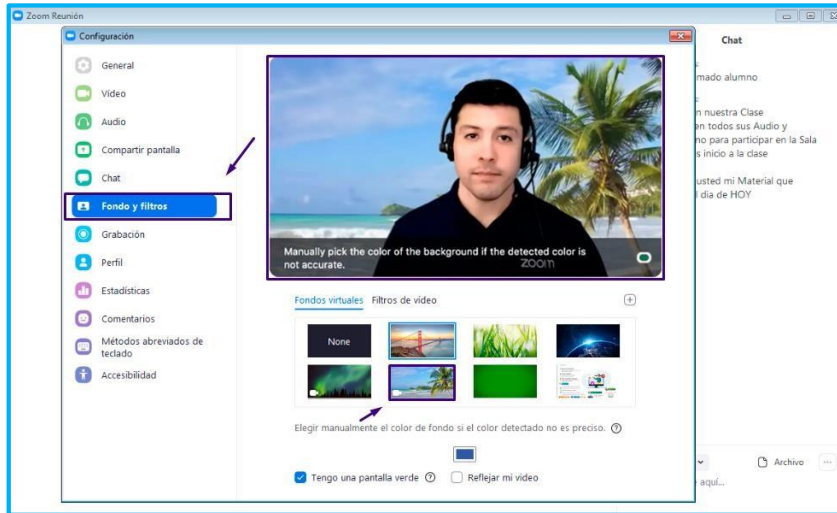 Zoom Reunión
Configuración
General
Vídeo
Audio
Compartir pantalla
Chat
Fondo y filtros
Grabación
Perfil
Estadísticas
Comentarios
Métodos abreviados de
teclado
Accesibilidad
Manually pick the color of the background if the detected color is
not accurate.
zoom
Fondos virtuales
Filtros de vídeo
None
Elegir manualmente el color de fondo si el color detectado no es preciso.
Tengo una pantalla verde
Reflejar mi video
Chat
mado alumno
n nuestra Clase
en todos sus Audio y
no para participar en la Sala
s inicio a la clase
usted mi Material que
l dia de HOY
Archivo
aquí...